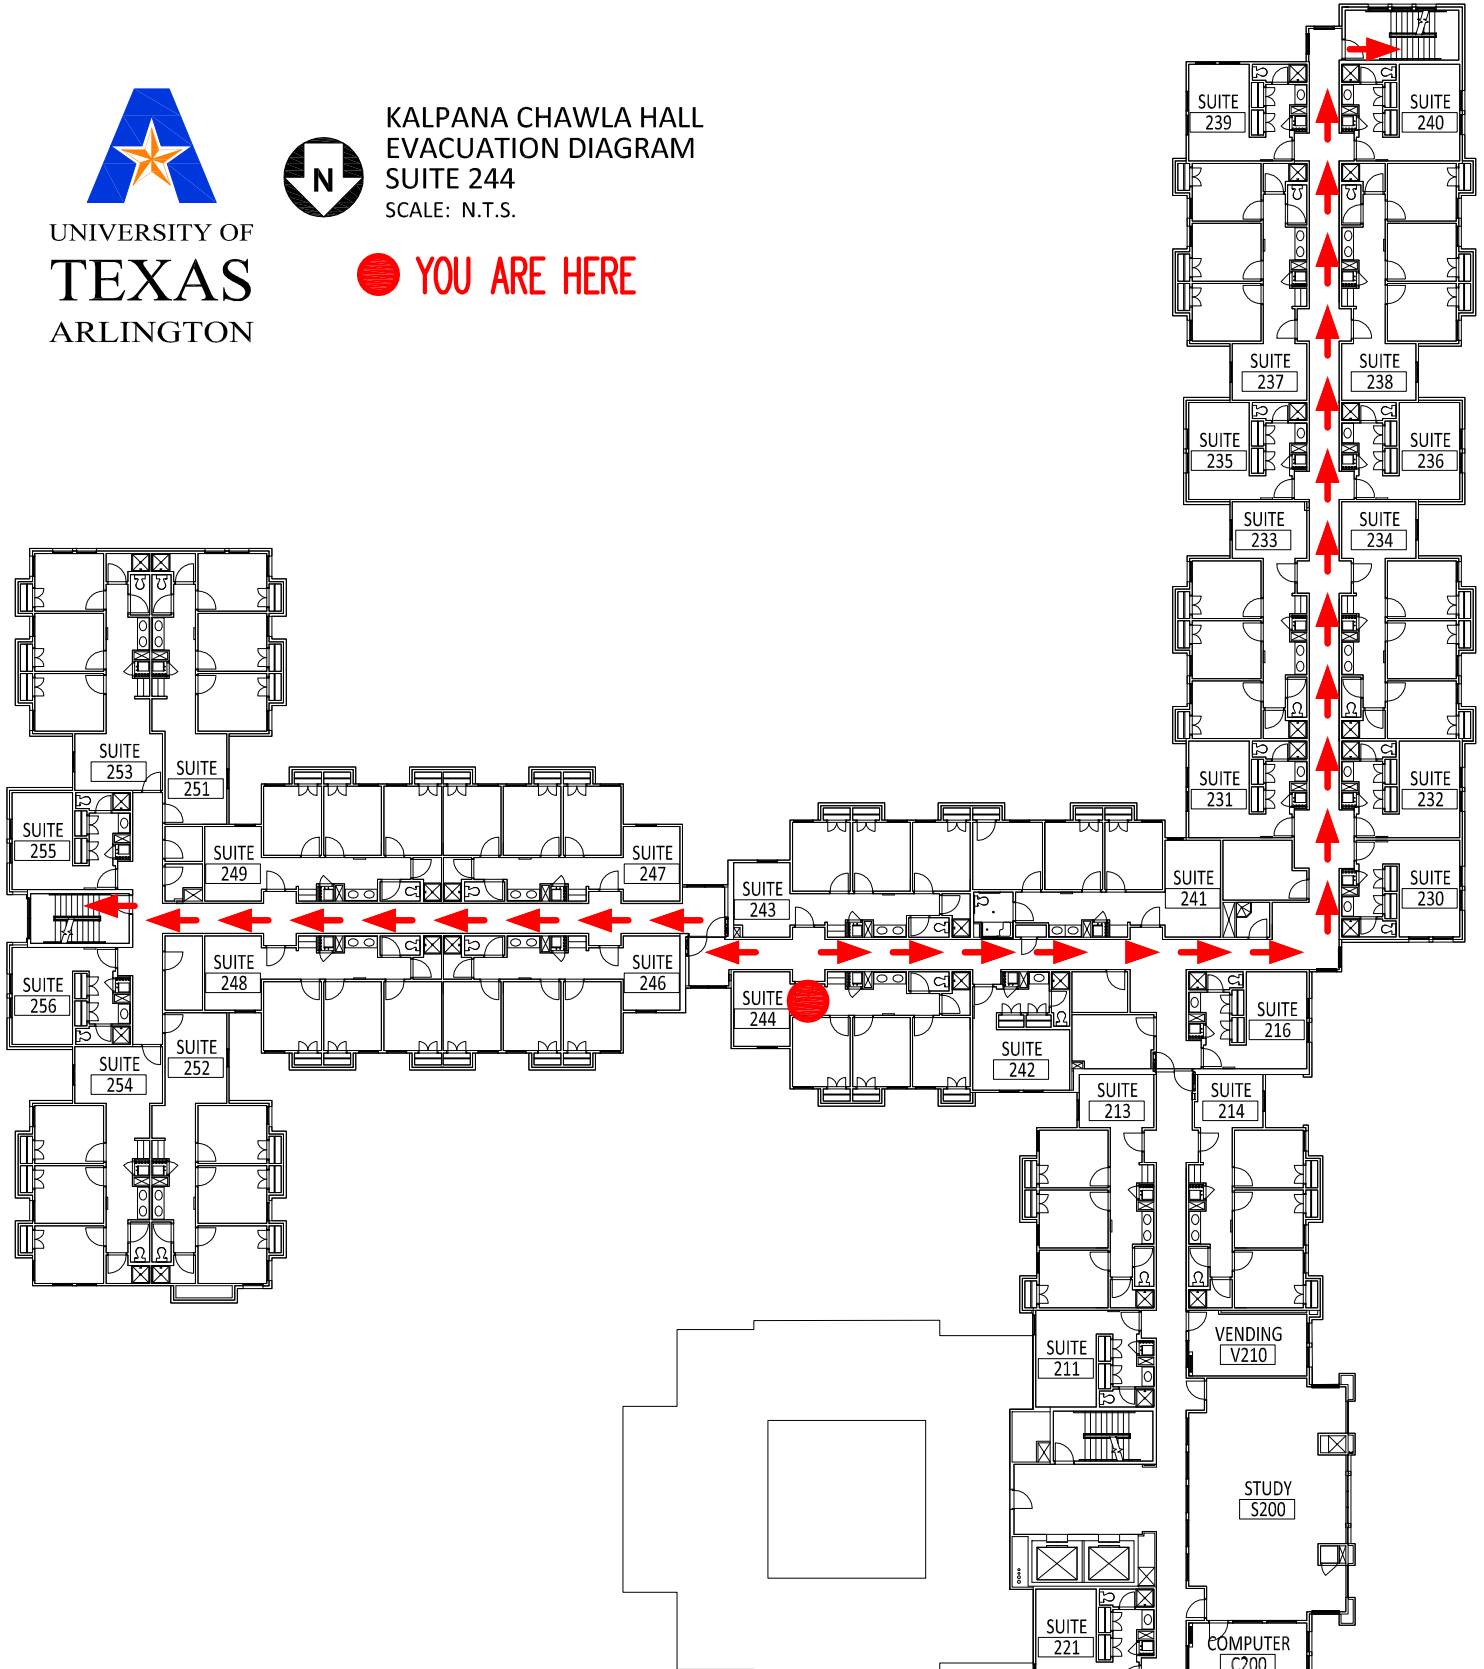 KALPANA CHAWLA HALL
EVACUATION DIAGRAM
SUITE 244
SCALE: N.T.S.
N
UNIVERSITY OF
TEXAS
ARLINGTON
YOU ARE HERE
SUITE
239
SUITE
240
SUITE
237
SUITE
238
SUITE
235
SUITE
236
SUITE
233
SUITE
234
SUITE
231
SUITE
232
SUITE
230
SUITE
253
SUITE
251
SUITE
255
SUITE
249
SUITE
247
SUITE
243
SUITE
241
SUITE
256
SUITE
248
SUITE
246
SUITE
244
SUITE
242
SUITE
216
SUITE
254
SUITE
252
SUITE
213
SUITE
214
SUITE
211
VENDING
V210
STUDY
S200
SUITE
221
COMPUTER
C200